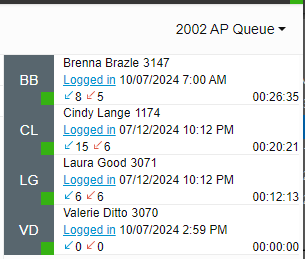 2002 AP Queue
BB
Brenna Brazle 3147
Logged in 10/07/2024 7:00 AM
8 5 00:26:35
CL
Cindy Lange 1174
Logged in 07/12/2024 10:12 PM
15 6 00:20:21
LG
Laura Good 3071
Logged in 07/12/2024 10:12 PM
6 6 00:12:13
VD
Valerie Ditto 3070
Logged in 10/07/2024 2:59 PM
0 0 00:00:00